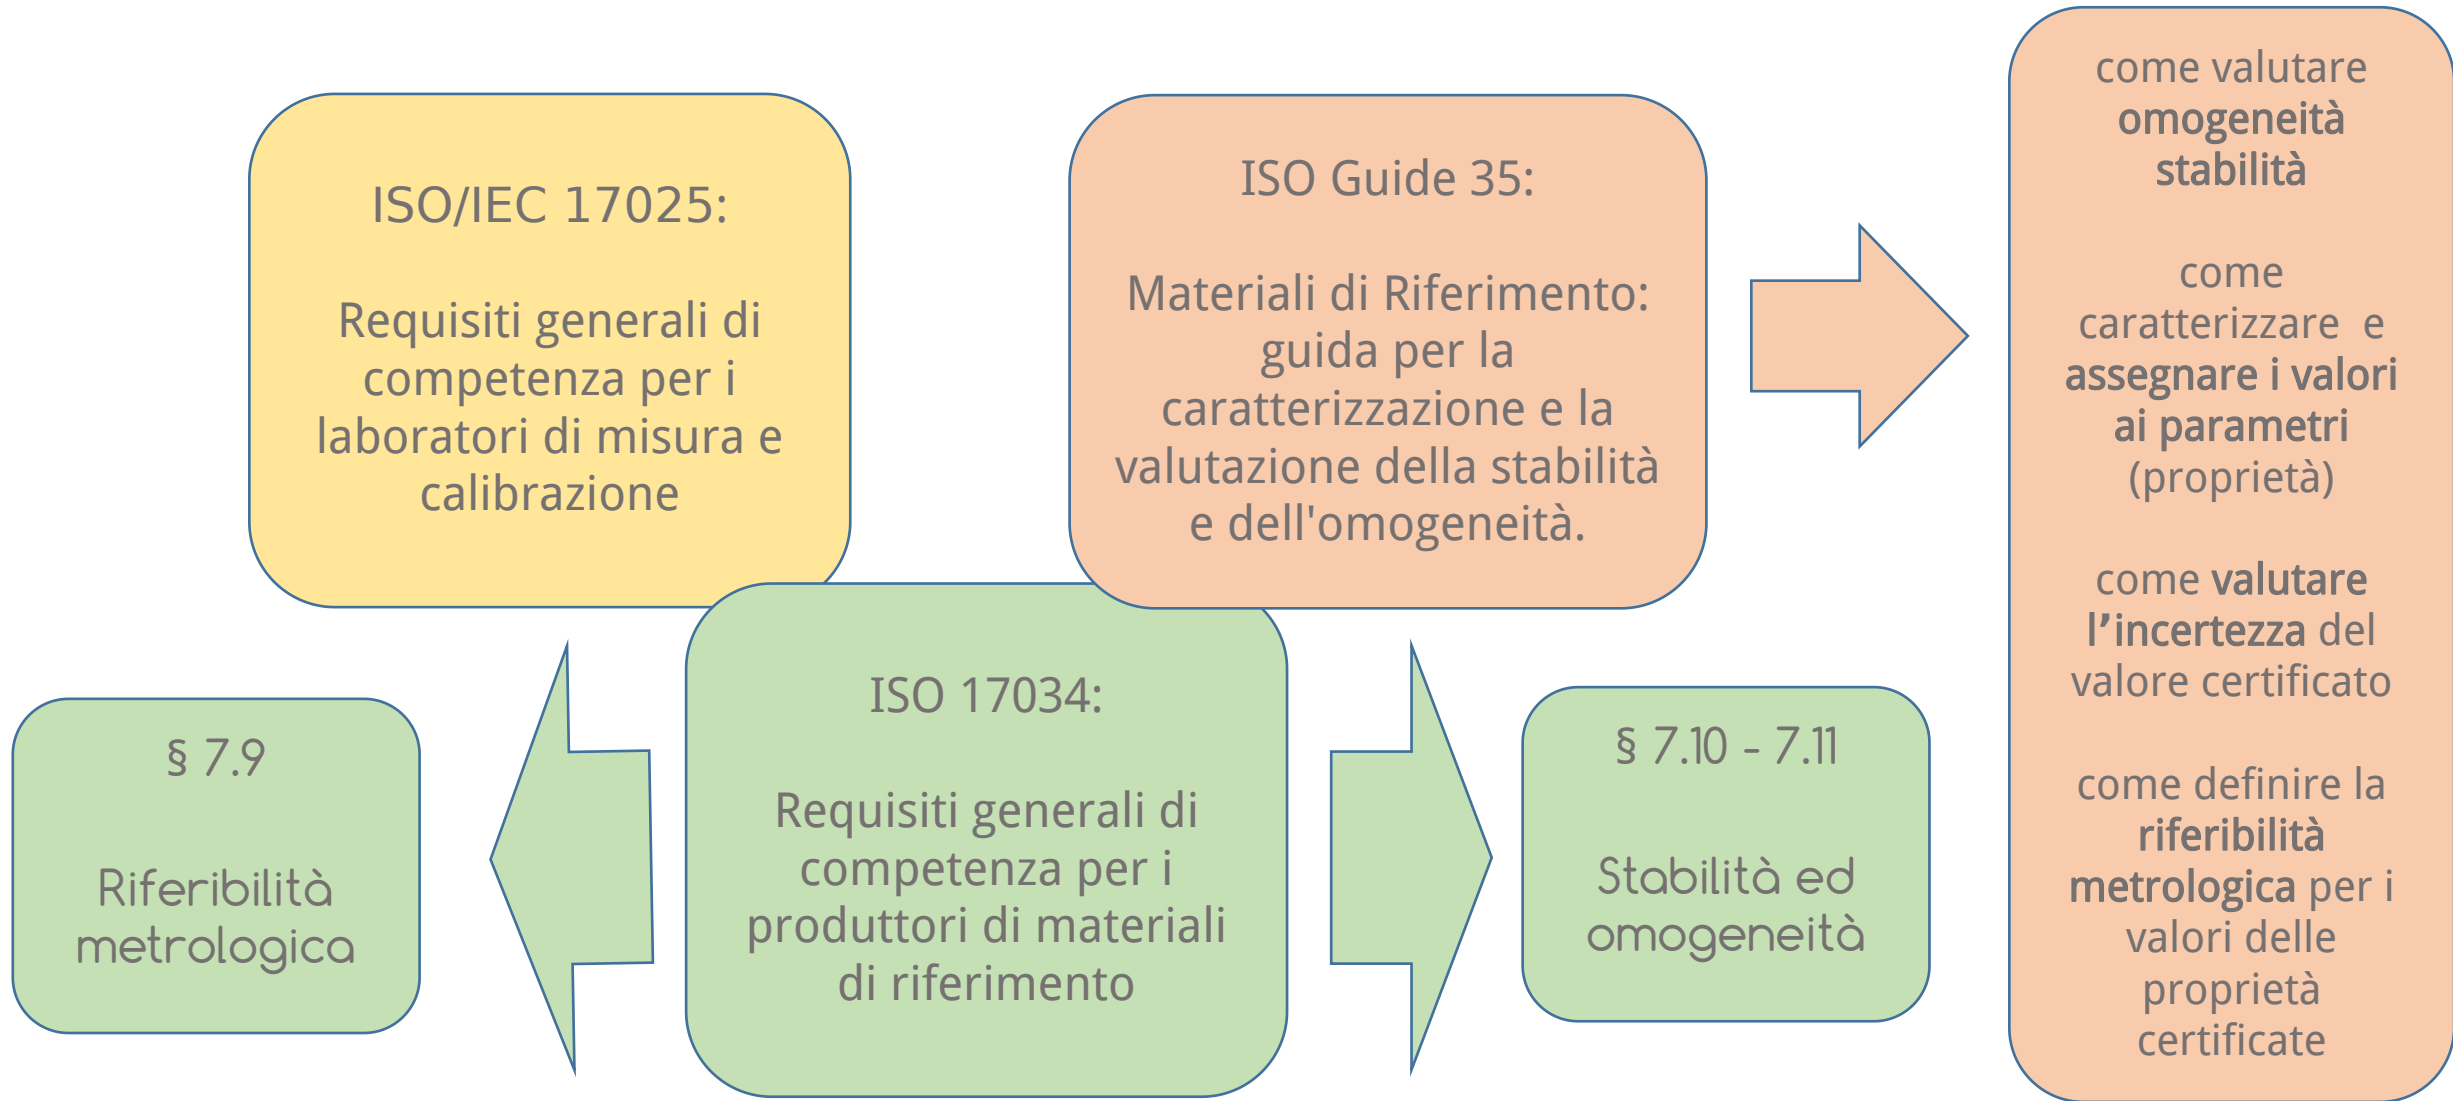 ISO/IEC 17025:
Requisiti generali di
competenza per i
laboratori di misura e
calibrazione
ISO Guide 35:
Materiali di Riferimento:
guida per la
caratterizzazione e la
valutazione della stabilità
e dell'omogeneità.
come valutare
omogeneità
stabilità
come
caratterizzare e
assegnare i valori
ai parametri
(proprietà)
come valutare
l’incertezza del
valore certificato
come definire la
riferibilità
metrologica per i
valori delle
proprietà
certificate
§ 7.9
Riferibilità
metrologica
ISO 17034:
Requisiti generali di
competenza per i
produttori di materiali
di riferimento
§ 7.10 - 7.11
Stabilità ed
omogeneità